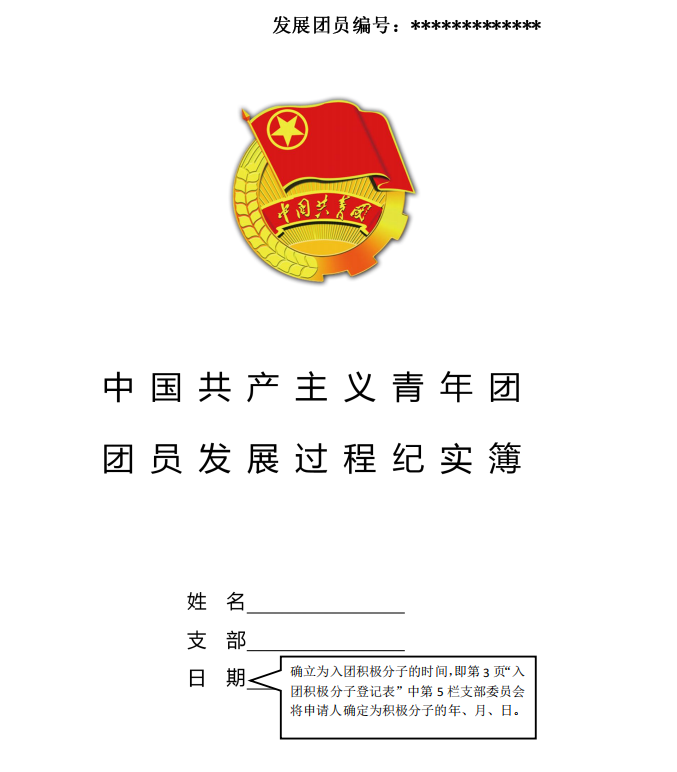 发展团员编号：*************
中国共青团
中国共产主义青年团
团员发展过程纪实簿
姓 名
支 部
日 期
确立为入团积极分子的时间，即第 3 页“入
团积极分子登记表”中第 5 栏支部委员会
将申请人确定为积极分子的年、月、日。